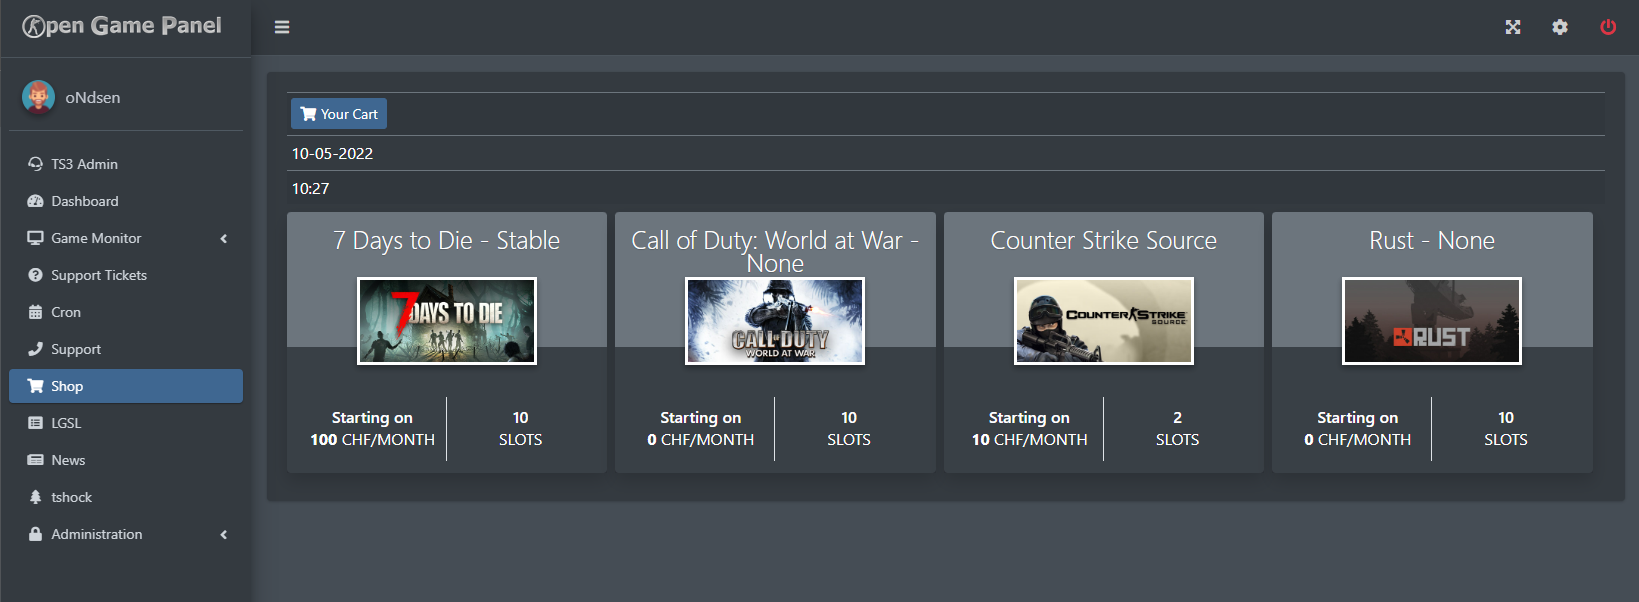 Open Game Panel
oNdsen
TS3 Admin
Dashboard
Game Monitor
Support Tickets
Cron
Support
Shop
LGSL
News
tshock
Administration
Your Cart
10-05-2022
10:27
7 Days to Die - Stable
7 DAYS TO DIE
Starting on
100 CHF/MONTH
10
SLOTS
Call of Duty: World at War -
None
CALL OF DUTY
WORLD AT WAR
Starting on
0 CHF/MONTH
10
SLOTS
Counter Strike Source
COUNTER STRIKE
SOURCE
Starting on
10 CHF/MONTH
2
SLOTS
Rust - None
RUST
Starting on
0 CHF/MONTH
10
SLOTS